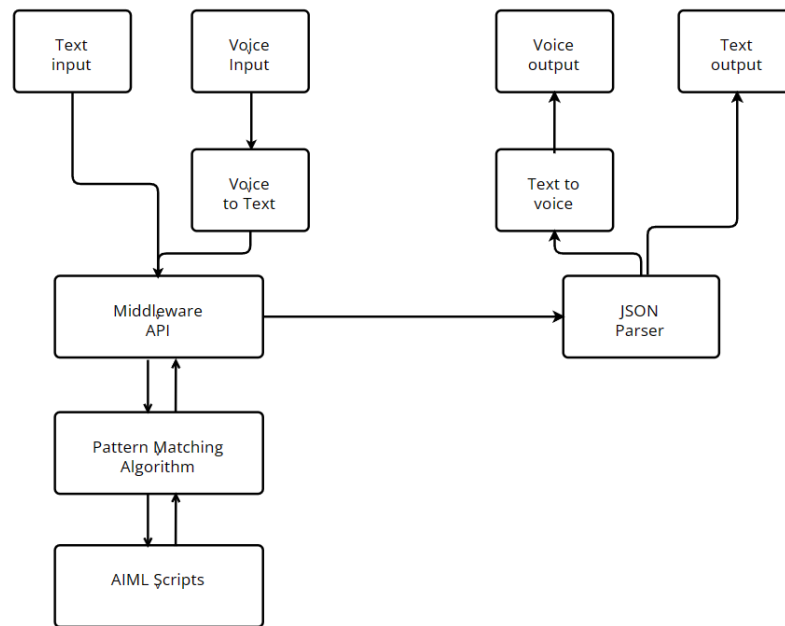 Text
input
Voice
Input
Voice
output
Text
output
Voice
to Text
Text to
voice
Middleware
API
JSON
Parser
Pattern Matching
Algorithm
AIML Scripts